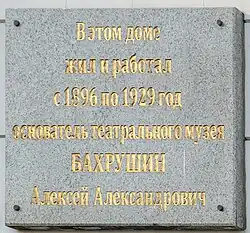 В этом доме
жил и работал
с 1896 по 1929 год
основатель театрального музея
БАХРУШИН
Алексей Александрович